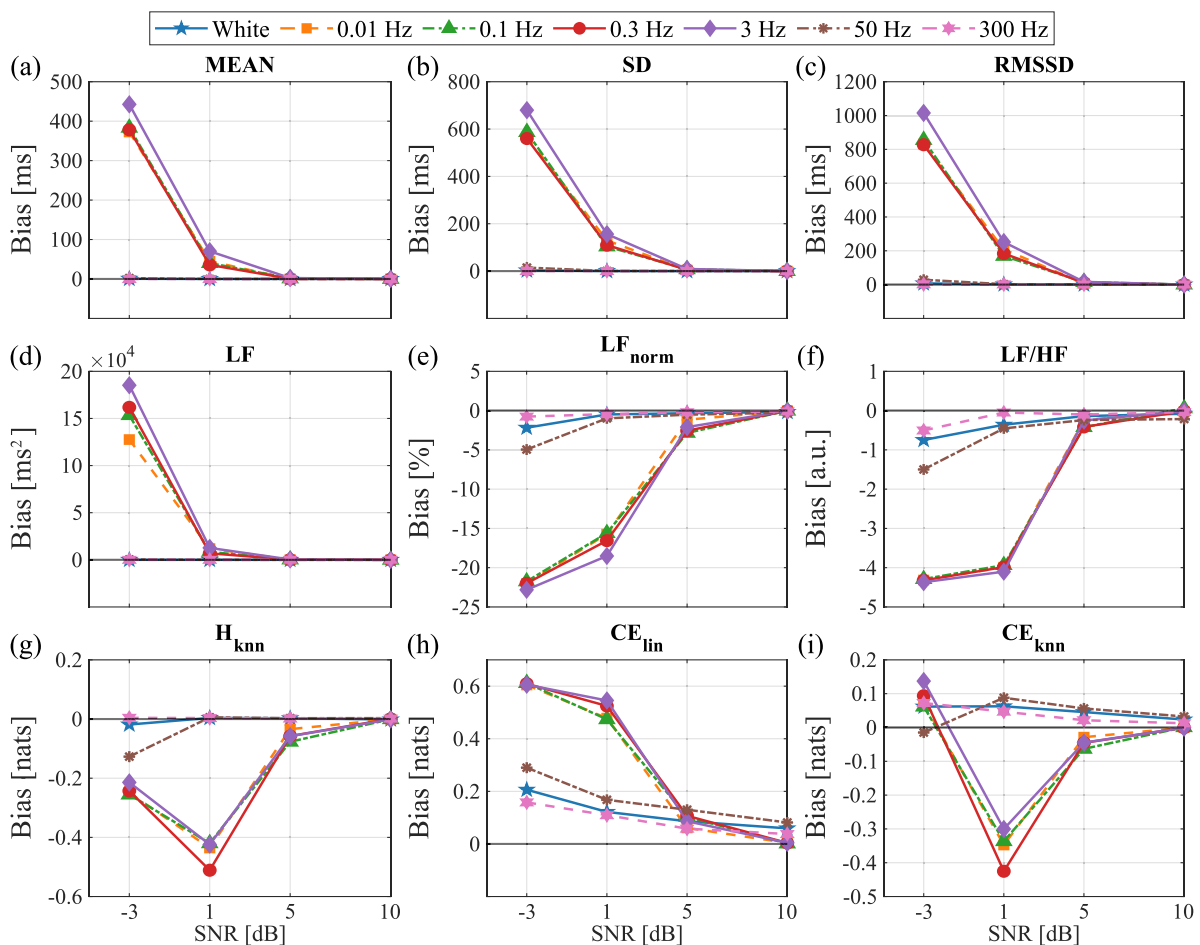 White 0.01 Hz 0.1 Hz 0.3 Hz 3 Hz 50 Hz 300 Hz
(a) MEAN
Bias [ms]
500
400
300
200
100
0
(b) SD
Bias [ms]
800
600
400
200
0
(c) RMSSD
Bias [ms]
1200
1000
800
600
400
200
0
(d) LF
×10⁴
Bias [ms²]
20
15
10
5
0
(e) LFnorm
Bias [%]
5
0
-5
-10
-15
-20
-25
(f) LF/HF
Bias [a.u.]
1
0
-1
-2
-3
-4
-5
(g) Hknn
Bias [nats]
0.2
0
-0.2
-0.4
-0.6
-3 1 5 10
SNR [dB]
(h) CElin
Bias [nats]
0.6
0.4
0.2
0
-3 1 5 10
SNR [dB]
(i) CEknn
Bias [nats]
0.2
0.1
0
-0.1
-0.2
-0.3
-0.4
-0.5
-3 1 5 10
SNR [dB]